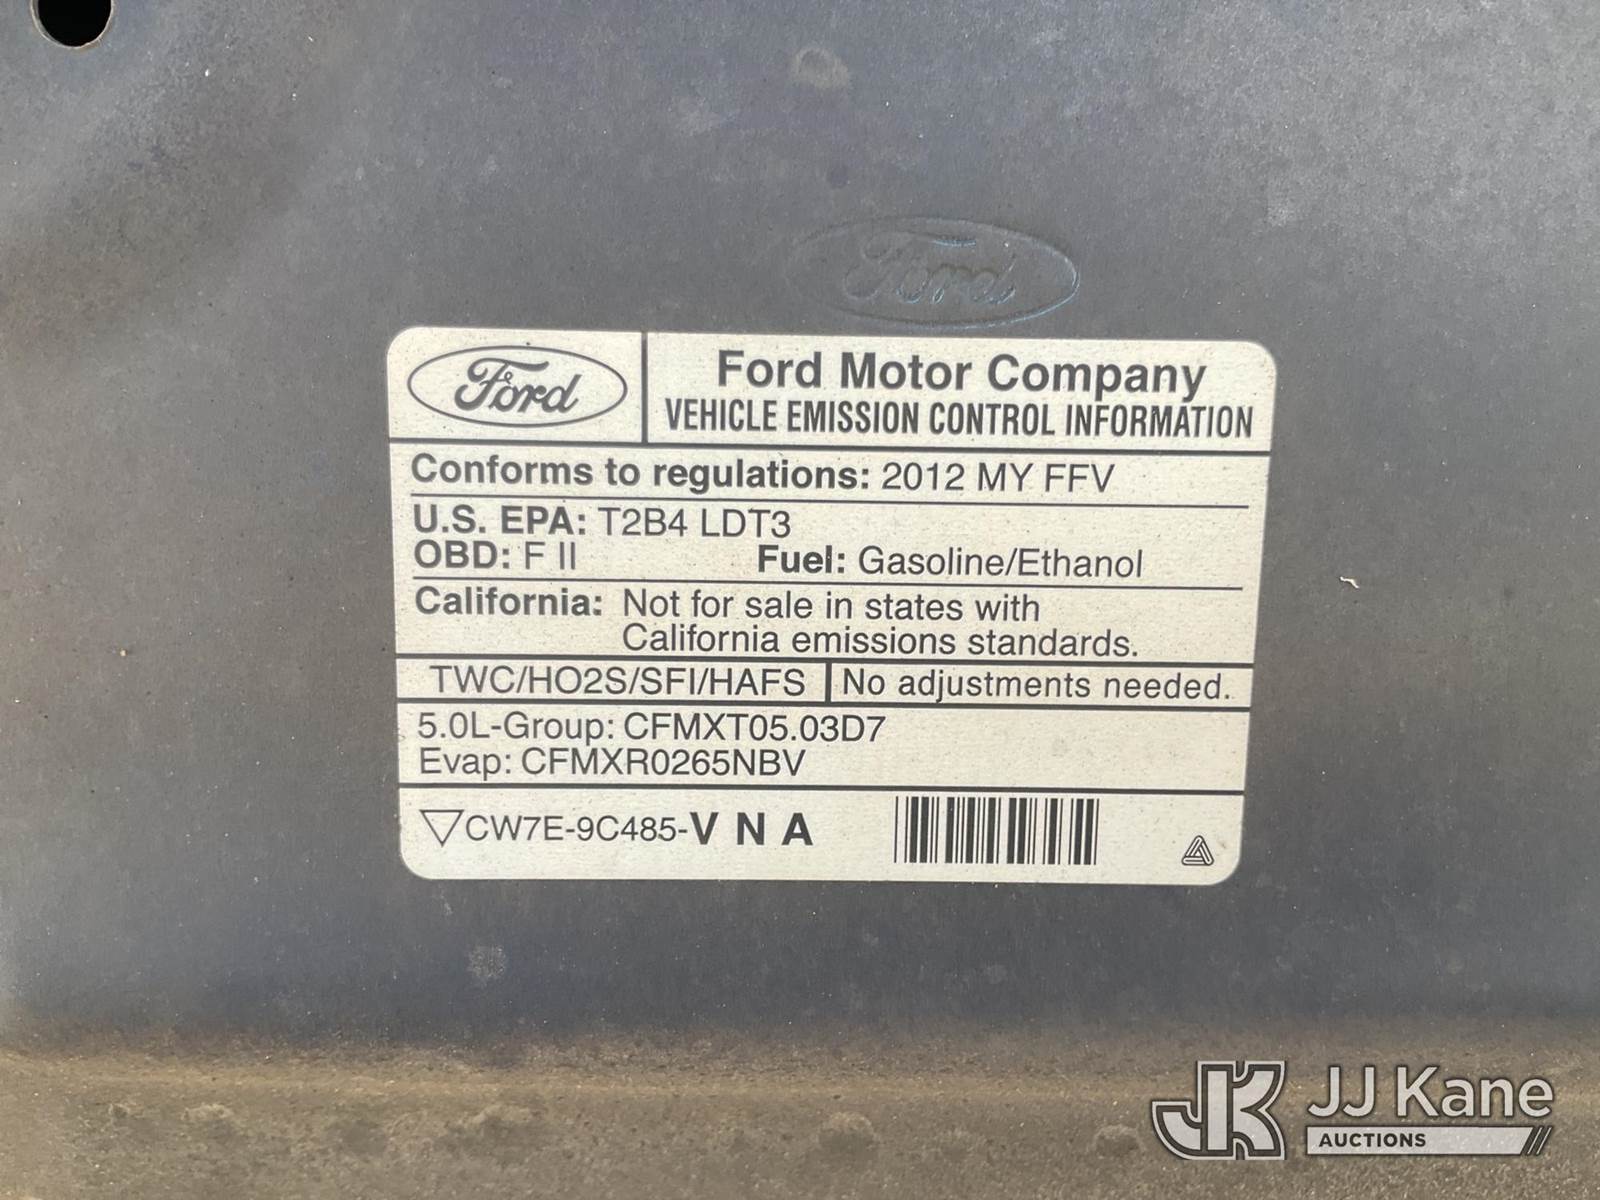 Ford
Ford
Ford Motor Company
VEHICLE EMISSION CONTROL INFORMATION
Conforms to regulations: 2012 MY FFV
U.S. EPA: T2B4 LDT3
OBD: F II Fuel: Gasoline/Ethanol
California: Not for sale in states with
California emissions standards.
TWC/HO2S/SFI/HAFS No adjustments needed.
5.0L-Group: CFMXT05.03D7
Evap: CFMXR0265NBV
CW7E-9C485-V N A
JK JJ Kane
AUCTIONS